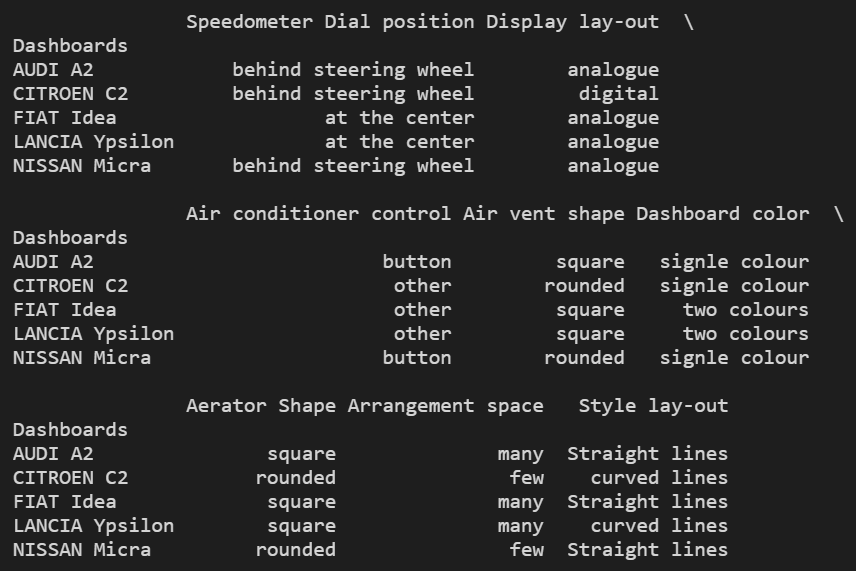 Speedometer Dial position Display lay-out \
Dashboards
AUDI A2 behind steering wheel analogue
CITROEN C2 behind steering wheel digital
FIAT Idea at the center analogue
LANCIA Ypsilon at the center analogue
NISSAN Micra behind steering wheel analogue
Air conditioner control Air vent shape Dashboard color \
Dashboards
AUDI A2 button square signle colour
CITROEN C2 other rounded signle colour
FIAT Idea other square two colours
LANCIA Ypsilon other square two colours
NISSAN Micra button rounded signle colour
Aerator Shape Arrangement space Style lay-out
Dashboards
AUDI A2 square many Straight lines
CITROEN C2 rounded few curved lines
FIAT Idea square many Straight lines
LANCIA Ypsilon square many curved lines
NISSAN Micra rounded few Straight lines